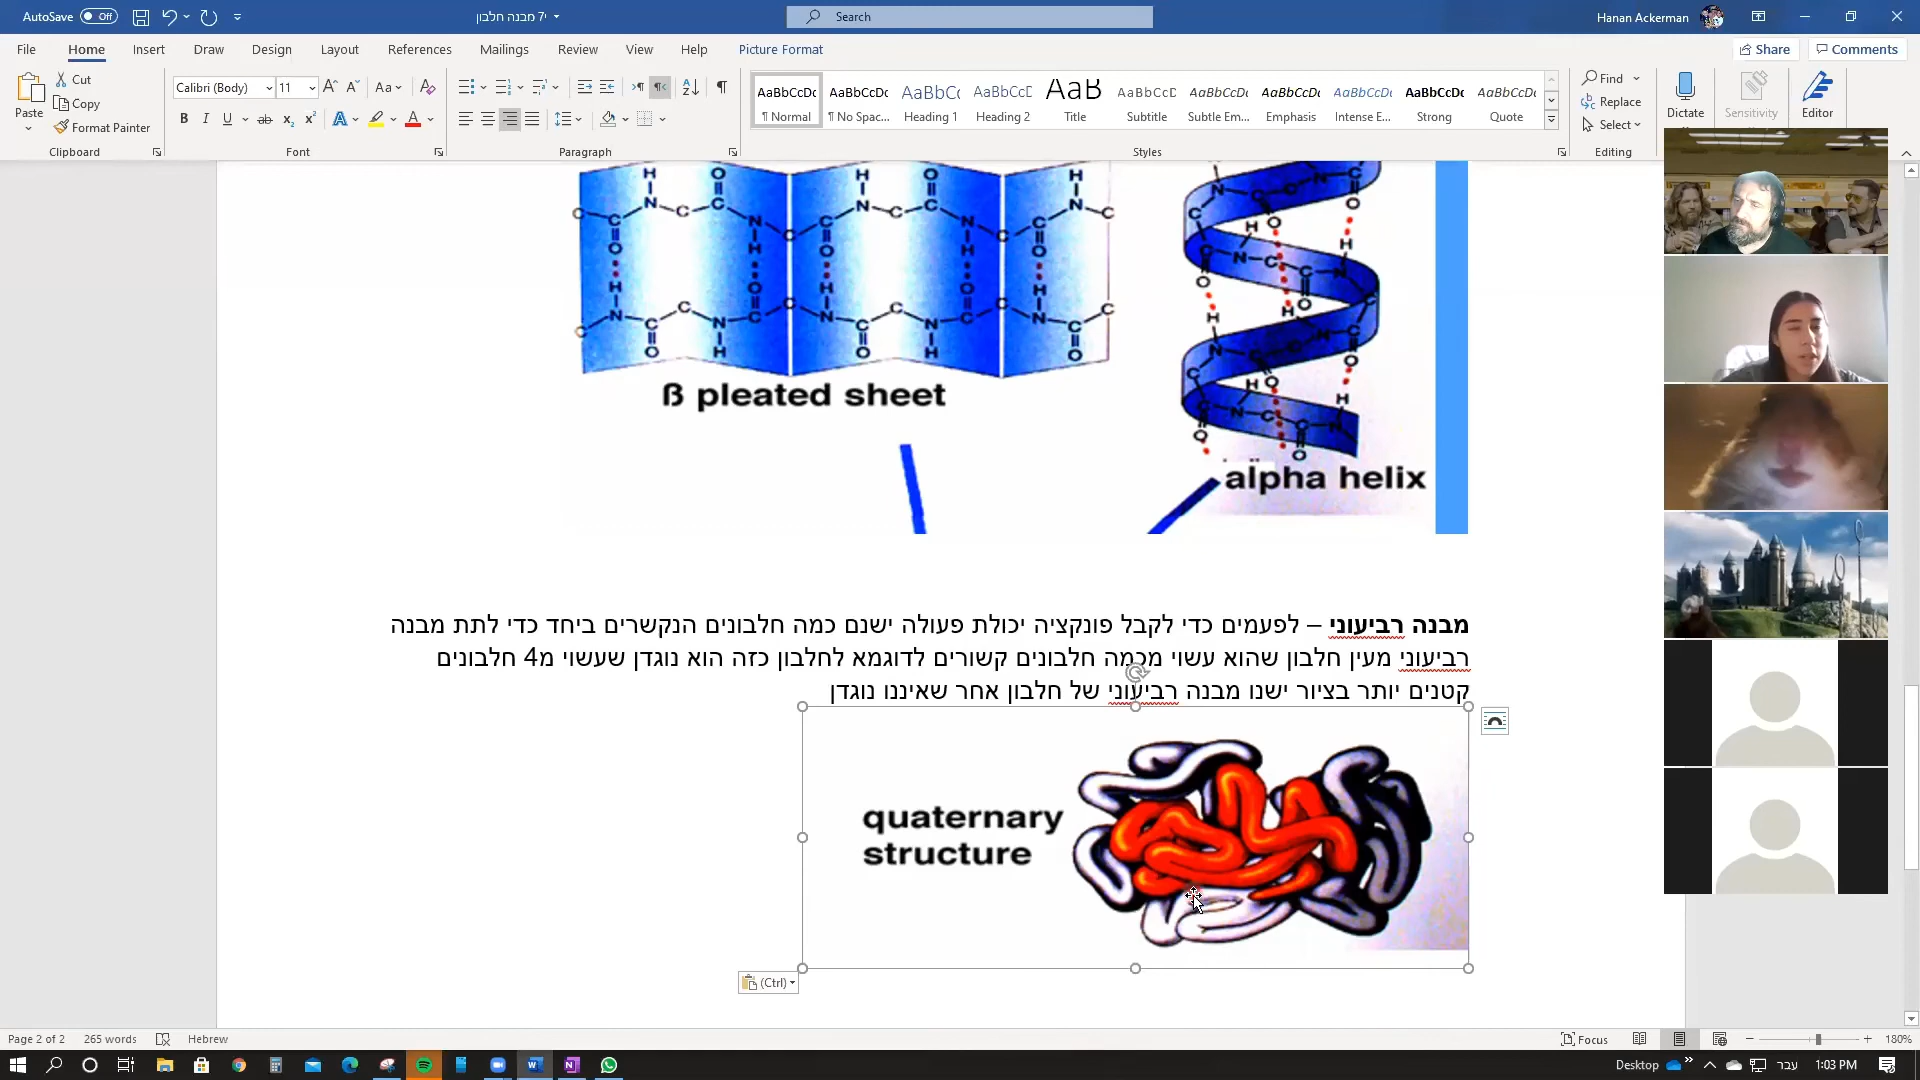 AutoSave Off
י7 מבנה חלבון
Search
Hanan Ackerman
File Home Insert Draw Design Layout References Mailings Review View Help Picture Format
Share Comments
Paste
Cut
Copy
Format Painter
Clipboard
Calibri (Body) 11
Font
Paragraph
AaBbCcDc AaBbCcDc AaBbCc AaBbCcE AaB AaBbCcD AaBbCcDc AaBbCcDc AaBbCcDc AaBbCcDc AaBbCcDc
¶ Normal ¶ No Spac... Heading 1 Heading 2 Title Subtitle Subtle Em... Emphasis Intense E... Strong Quote
Styles
Find
Replace
Select
Editing
Dictate
Sensitivity
Editor
ß pleated sheet
alpha helix
מבנה רביעוני – לפעמים כדי לקבל פונקציה יכולת פעולה ישנם כמה חלבונים הנקשרים ביחד כדי לתת מבנה
רביעוני מעין חלבון שהוא עשוי מכמה חלבונים קשורים לדוגמא לחלבון כזה הוא נוגדן שעשוי מ4 חלבונים
קטנים יותר בציור ישנו מבנה רביעוני של חלבון אחר שאיננו נוגדן
quaternary
structure
(Ctrl)
Page 2 of 2 265 words Hebrew
Focus
180%
Desktop
עבר
1:03 PM